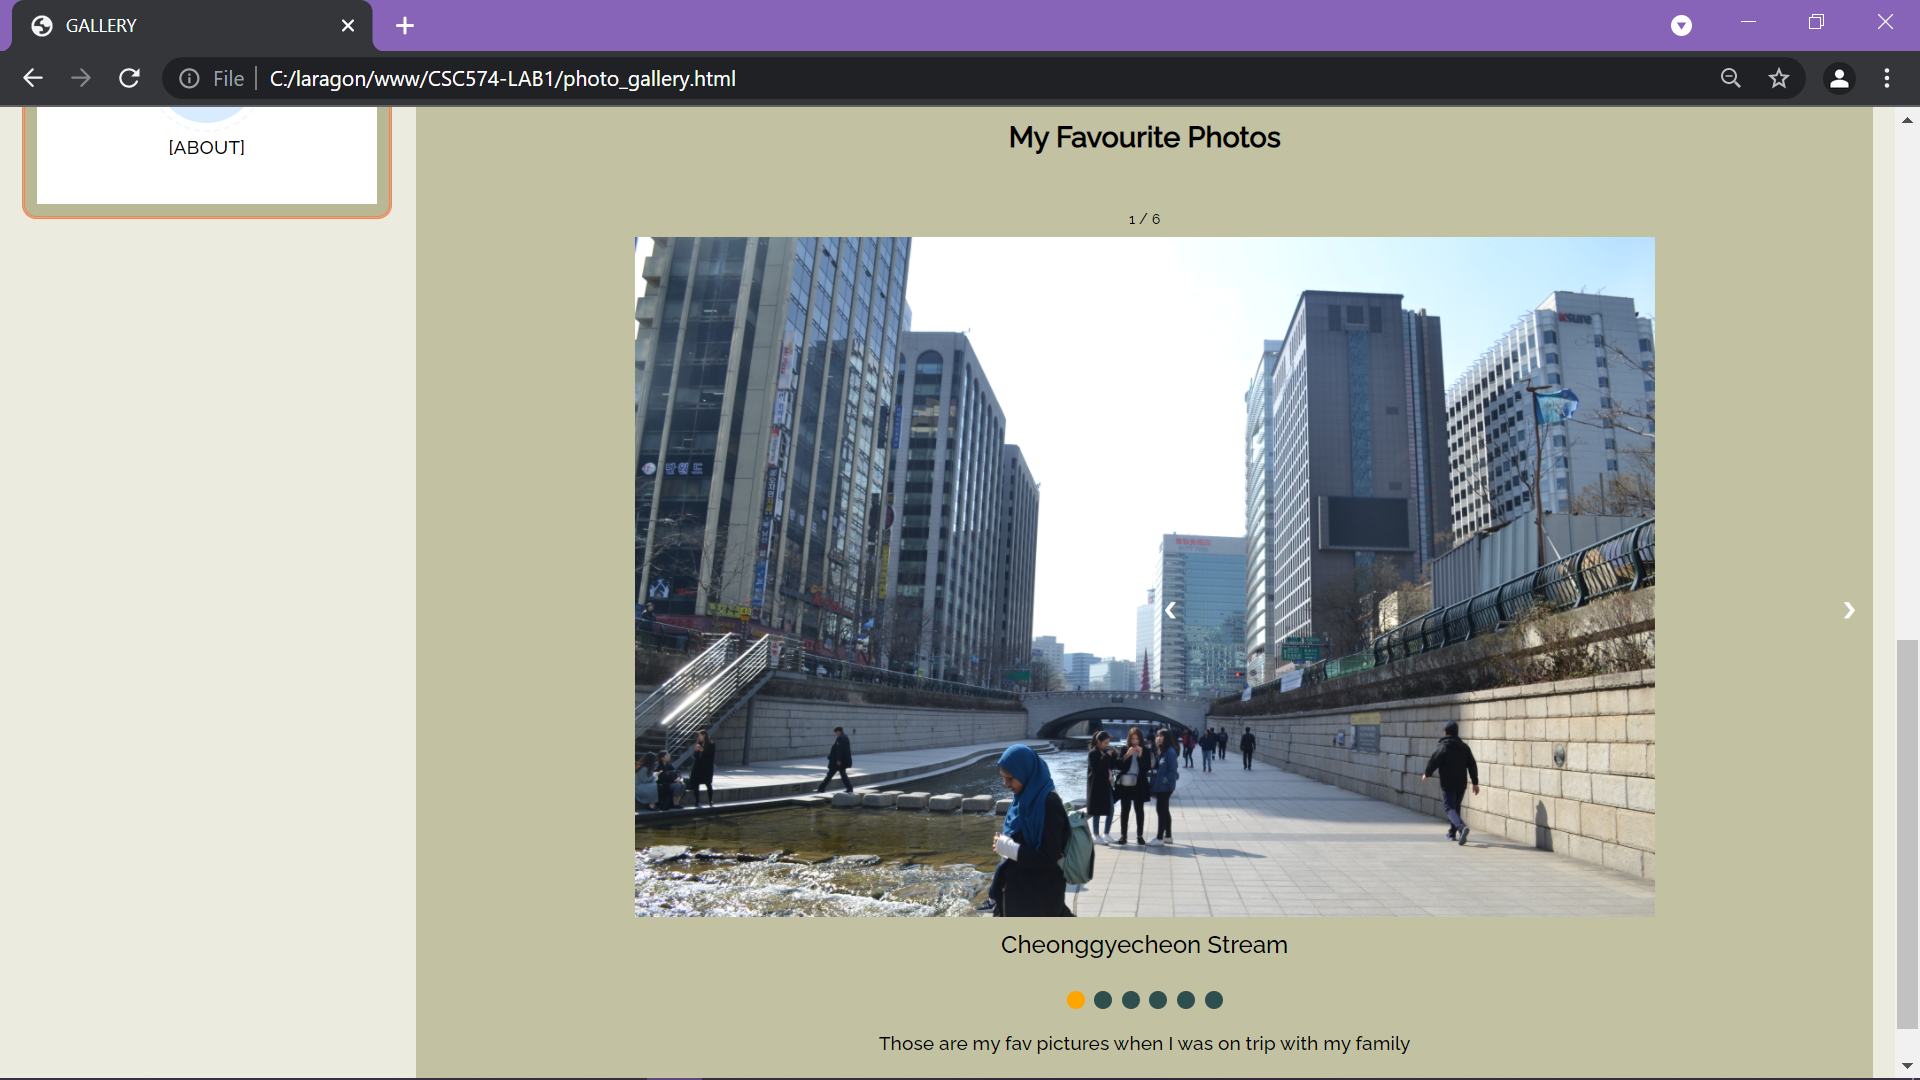 GALLERY
File
C:/laragon/www/CSC574-LAB1/photo_gallery.html
[ABOUT]
My Favourite Photos
1 / 6
Cheonggyecheon Stream
Those are my fav pictures when I was on trip with my family